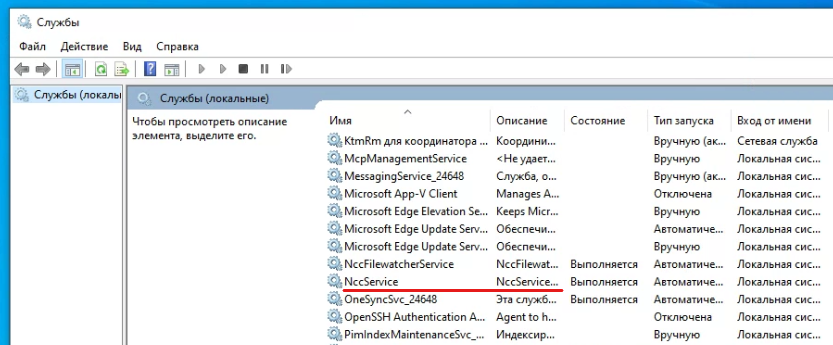 Службы
Файл Действие Вид Справка
Службы (локалы
Службы (локальные)
Чтобы просмотреть описание
элемента, выделите его.
Имя Описание Состояние Тип запуска Вход от имени
KtmRm для координатора ... Координи... Вручную (ак... Сетевая служба
McpManagementService <Не удает... Вручную Локальная сис...
MessagingService_24648 Служба, о... Вручную (ак... Локальная сис...
Microsoft App-V Client Manages A... Отключена Локальная сис...
Microsoft Edge Elevation Se... Keeps Micr... Вручную Локальная сис...
Microsoft Edge Update Serv... Обеспечи... Автоматиче... Локальная сис...
Microsoft Edge Update Serv... Обеспечи... Вручную Локальная сис...
NccFilewatcherService NccFilewat... Выполняется Автоматиче... Локальная сис...
NccService NccService... Выполняется Автоматиче... Локальная сис...
OneSyncSvc_24648 Эта служб... Выполняется Автоматиче... Локальная сис...
OpenSSH Authentication Ag... Agent to h... Отключена Локальная сис...
PimIndexMaintenanceSvc_... Индексир... Вручную Локальная сис...